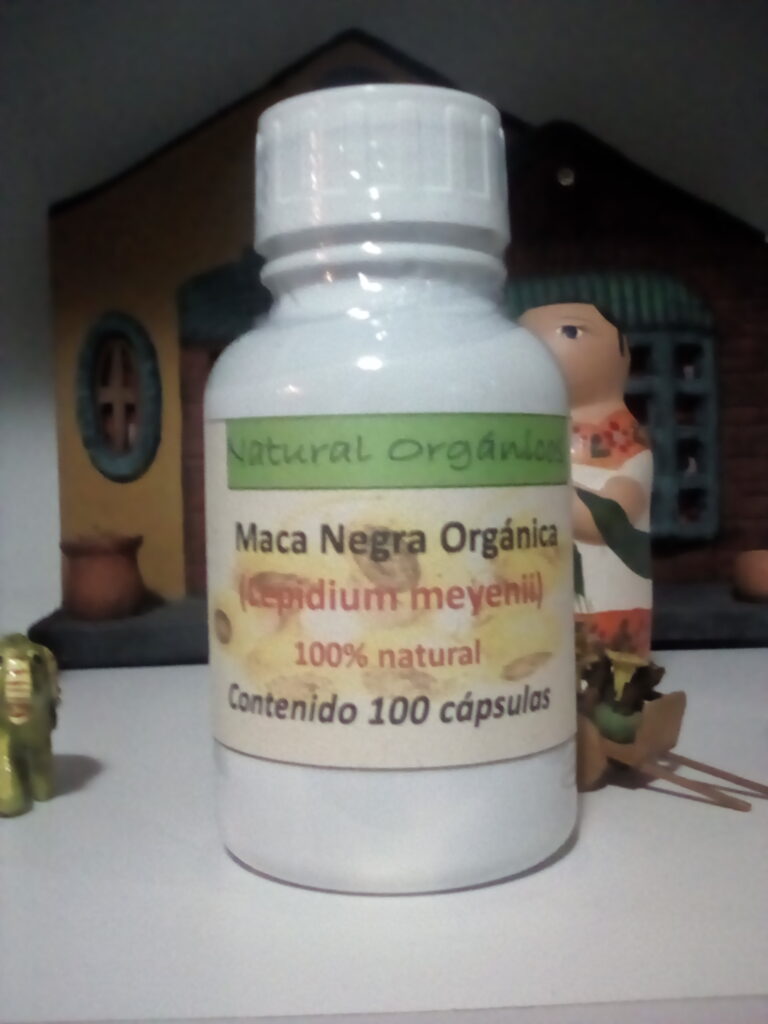 Natural Orgánicos
Maca Negra Orgánica
(Lepidium meyenii)
100% natural
Contenido 100 cápsulas